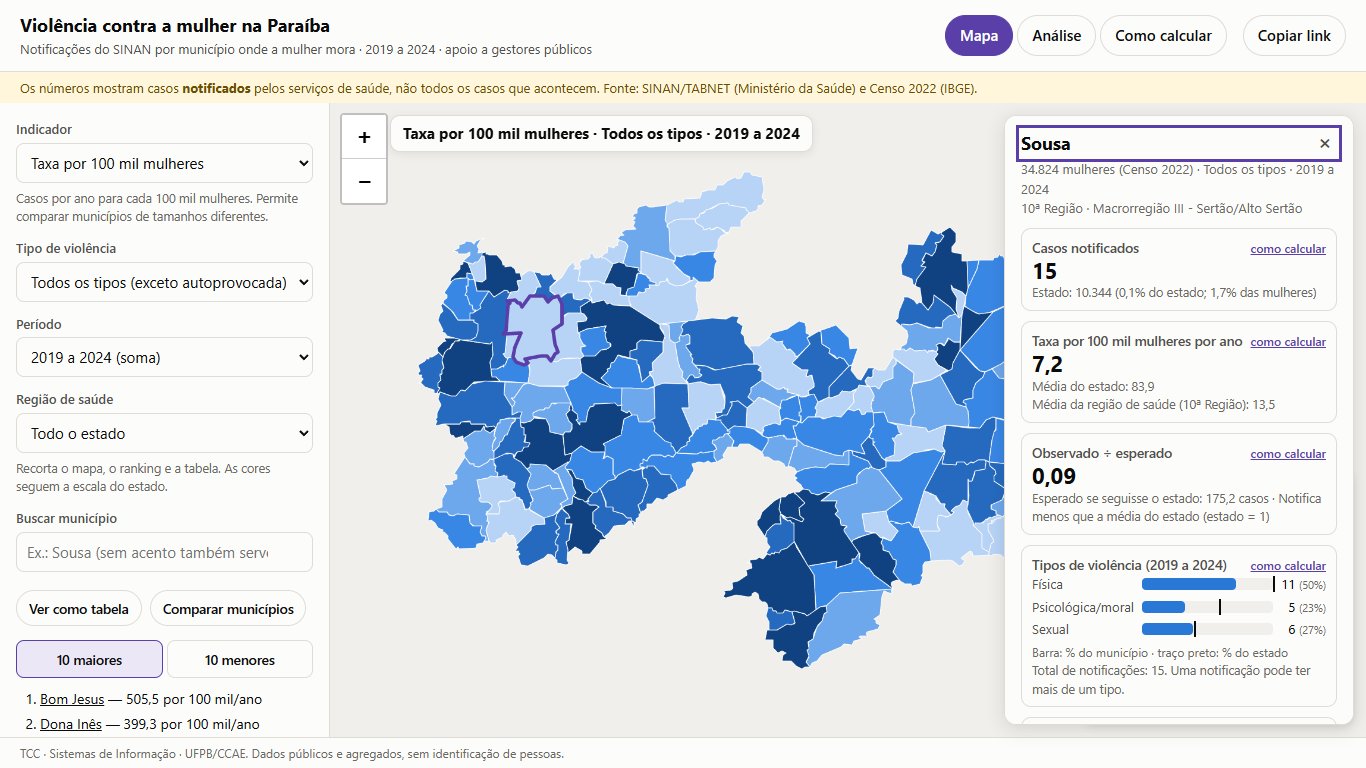 Violência contra a mulher na Paraíba
Notificações do SINAN por município onde a mulher mora · 2019 a 2024 · apoio a gestores públicos
Mapa
Análise
Como calcular
Copiar link
Os números mostram casos notificados pelos serviços de saúde, não todos os casos que acontecem. Fonte: SINAN/TABNET (Ministério da Saúde) e Censo 2022 (IBGE).
Indicador
Taxa por 100 mil mulheres
Casos por ano para cada 100 mil mulheres. Permite
comparar municípios de tamanhos diferentes.
Tipo de violência
Todos os tipos (exceto autoprovocada)
Período
2019 a 2024 (soma)
Região de saúde
Todo o estado
Recorta o mapa, o ranking e a tabela. As cores
seguem a escala do estado.
Buscar município
Ex.: Sousa (sem acento também serve
Ver como tabela
Comparar municípios
10 maiores
10 menores
1. Bom Jesus — 505,5 por 100 mil/ano
2. Dona Inês — 399,3 por 100 mil/ano
+
−
Taxa por 100 mil mulheres · Todos os tipos · 2019 a 2024
Sousa
×
34.824 mulheres (Censo 2022) · Todos os tipos · 2019 a
2024
10ª Região · Macrorregião III - Sertão/Alto Sertão
Casos notificados
como calcular
15
Estado: 10.344 (0,1% do estado; 1,7% das mulheres)
Taxa por 100 mil mulheres por ano
como calcular
7,2
Média do estado: 83,9
Média da região de saúde (10ª Região): 13,5
Observado ÷ esperado
como calcular
0,09
Esperado se seguisse o estado: 175,2 casos · Notifica
menos que a média do estado (estado = 1)
Tipos de violência (2019 a 2024)
como calcular
Física 11 (50%)
Psicológica/moral 5 (23%)
Sexual 6 (27%)
Barra: % do município · traço preto: % do estado
Total de notificações: 15. Uma notificação pode ter
mais de um tipo.
TCC · Sistemas de Informação · UFPB/CCAE. Dados públicos e agregados, sem identificação de pessoas.